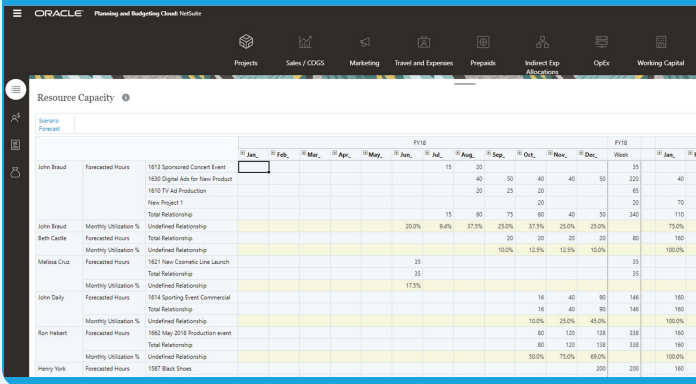 ORACLE Planning and Budgeting Cloud: NetSuite
Projects Sales / COGS Marketing Travel and Expenses Prepaids Indirect Exp Allocations OpEx Working Capital
Resource Capacity
Scenario
Forecast
FY18 FY18
Jan_ Feb_ Mar_ Apr_ May_ Jun_ Jul_ Aug_ Sep_ Oct_ Nov_ Dec_ Week Jan_
John Braud Forecasted Hours 1613 Sponsored Concert Event 15 20 35
1630 Digital Ads for New Product 40 50 40 40 50 220 40
1610 TV Ad Production 20 25 20 65
New Project 1 20 20 70
Total Relationship 15 80 75 80 40 50 340 110
John Braud Monthly Utilization % Undefined Relationship 20.0% 9.4% 37.5% 25.0% 37.5% 25.0% 25.0% 75.0%
Beth Castle Forecasted Hours Total Relationship 20 20 20 20 80 160
Monthly Utilization % Undefined Relationship 10.0% 12.5% 12.5% 10.0% 100.0%
Melissa Cruz Forecasted Hours 1621 New Cosmetic Line Launch 35 35
Total Relationship 35 35
Monthly Utilization % Undefined Relationship 17.5%
John Daily Forecasted Hours 1614 Sporting Event Commercial 16 40 90 146 160
Total Relationship 16 40 90 146 160
Monthly Utilization % Undefined Relationship 10.0% 25.0% 45.0% 100.0%
Ron Hebert Forecasted Hours 1662 May 2018 Production event 80 120 138 338 160
Total Relationship 80 120 138 338 160
Monthly Utilization % Undefined Relationship 50.0% 75.0% 69.0% 100.0%
Henry York Forecasted Hours 1587 Black Shoes 200 200 160